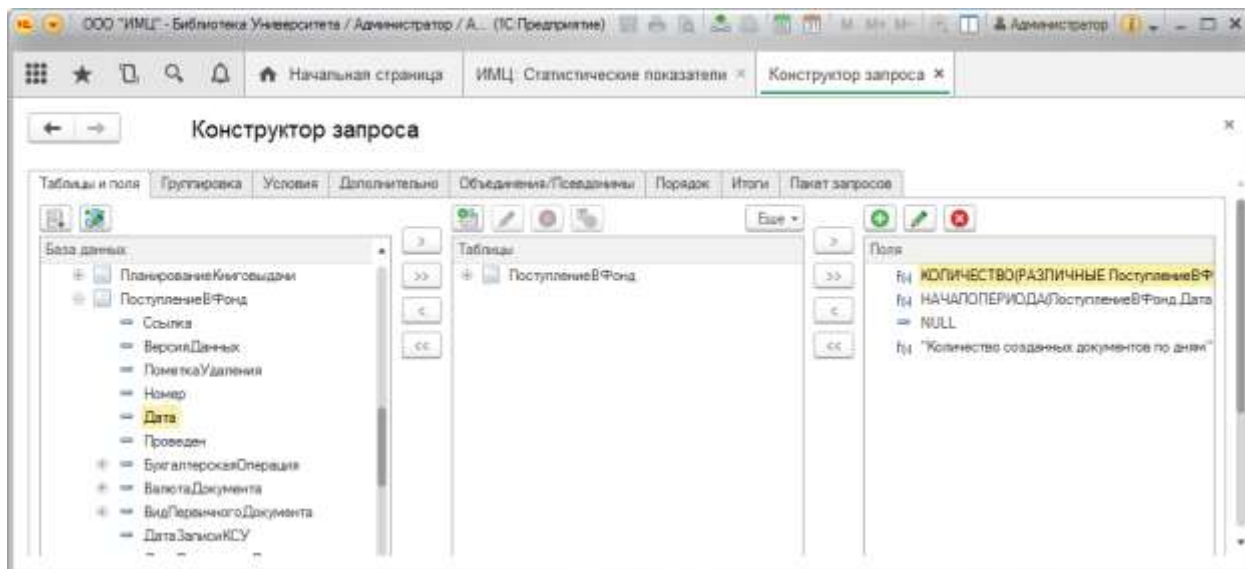 ООО "ИМЦ" - Библиотека Университета / Администратор / А... (1С:Предприятие) M M+ M- Администратор
Начальная страница ИМЦ: Статистические показатели × Конструктор запроса ×
Конструктор запроса
Таблицы и поля Группировка Условия Дополнительно Объединения/Псевдонимы Порядок Итоги Пакет запросов
Еще
База данных Таблицы Поля
ПланированиеКниговыдачи ПоступлениеВФонд КОЛИЧЕСТВО(РАЗЛИЧНЫЕ ПоступлениеВФ
ПоступлениеВФонд НАЧАЛОПЕРИОДА(ПоступлениеВФонд.Дата
Ссылка NULL
ВерсияДанных "Количество созданных документов по дням"
ПометкаУдаления
Номер
Дата
Проведен
БухгалтерскаяОперация
ВалютаДокумента
ВидПервичногоДокумента
ДатаЗаписиКСУ